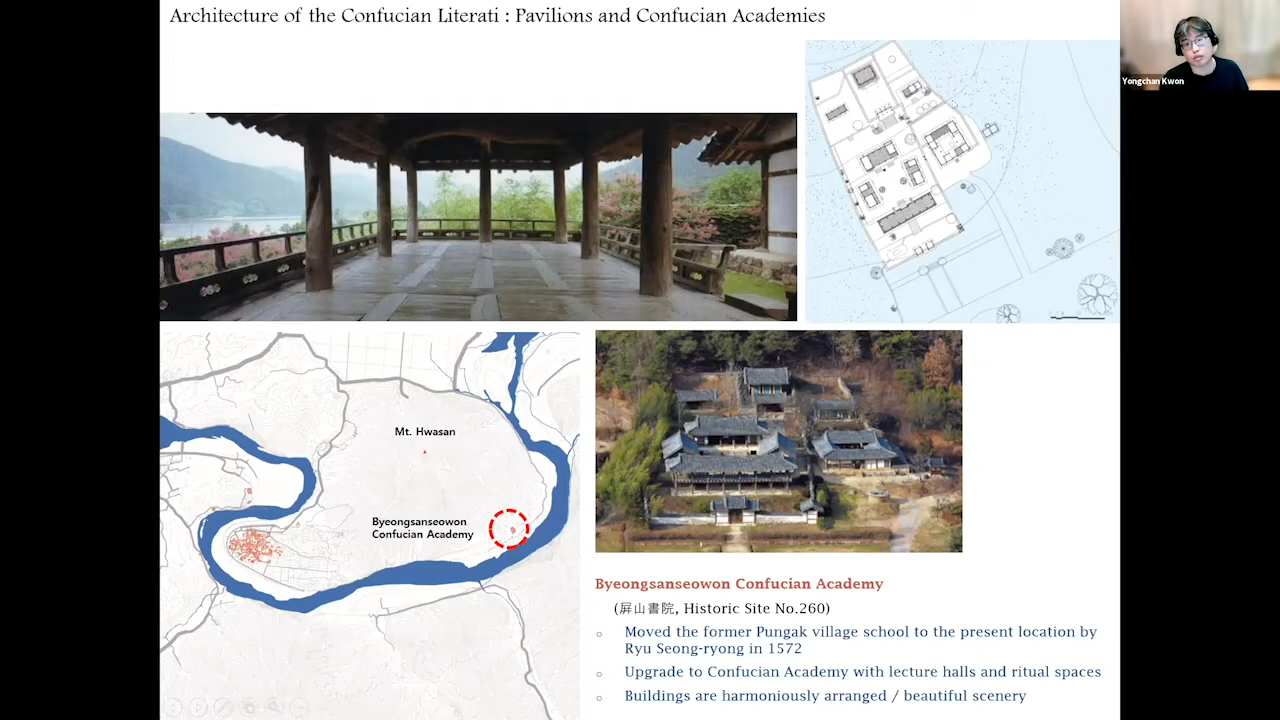 Architecture of the Confucian Literati : Pavilions and Confucian Academies
Yongchan Kwon
Mt. Hwasan
Byeongsanseowon
Confucian Academy
Byeongsanseowon Confucian Academy
(屛山書院, Historic Site No.260)
Moved the former Pungak village school to the present location by
Ryu Seong-ryong in 1572
Upgrade to Confucian Academy with lecture halls and ritual spaces
Buildings are harmoniously arranged / beautiful scenery